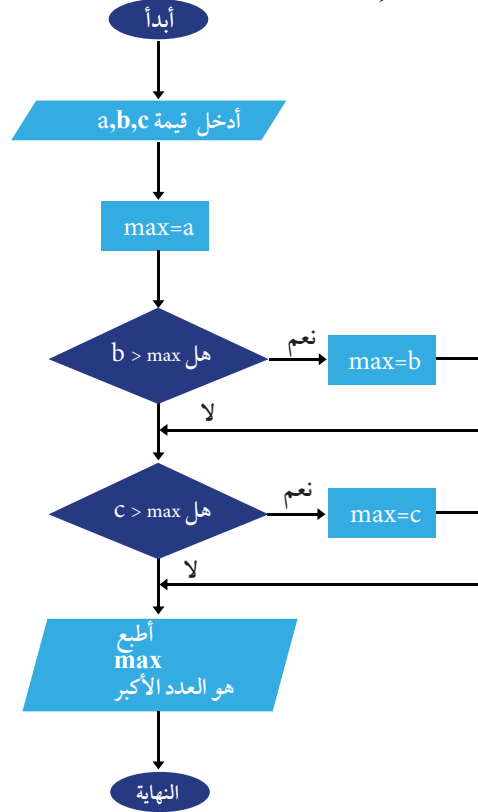 أبدأ
أدخل قيمة a,b,c
max=a
هل b > max
نعم
max=b
لا
هل c > max
نعم
max=c
لا
أطبع
max
هو العدد الأكبر
النهاية